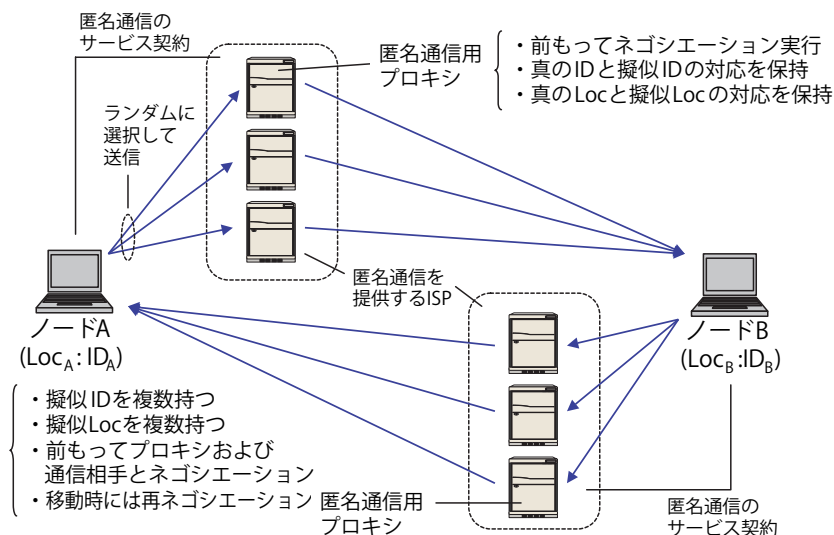 匿名通信の
サービス契約
匿名通信用
プロキシ
・前もってネゴシエーション実行
・真のIDと擬似IDの対応を保持
・真のLocと擬似Locの対応を保持
ランダムに
選択して
送信
匿名通信を
提供するISP
ノードA
(LocA: IDA)
ノードB
(LocB:IDB)
・擬似IDを複数持つ
・擬似Locを複数持つ
・前もってプロキシおよび
通信相手とネゴシエーション
・移動時には再ネゴシエーション
匿名通信用
プロキシ
匿名通信の
サービス契約